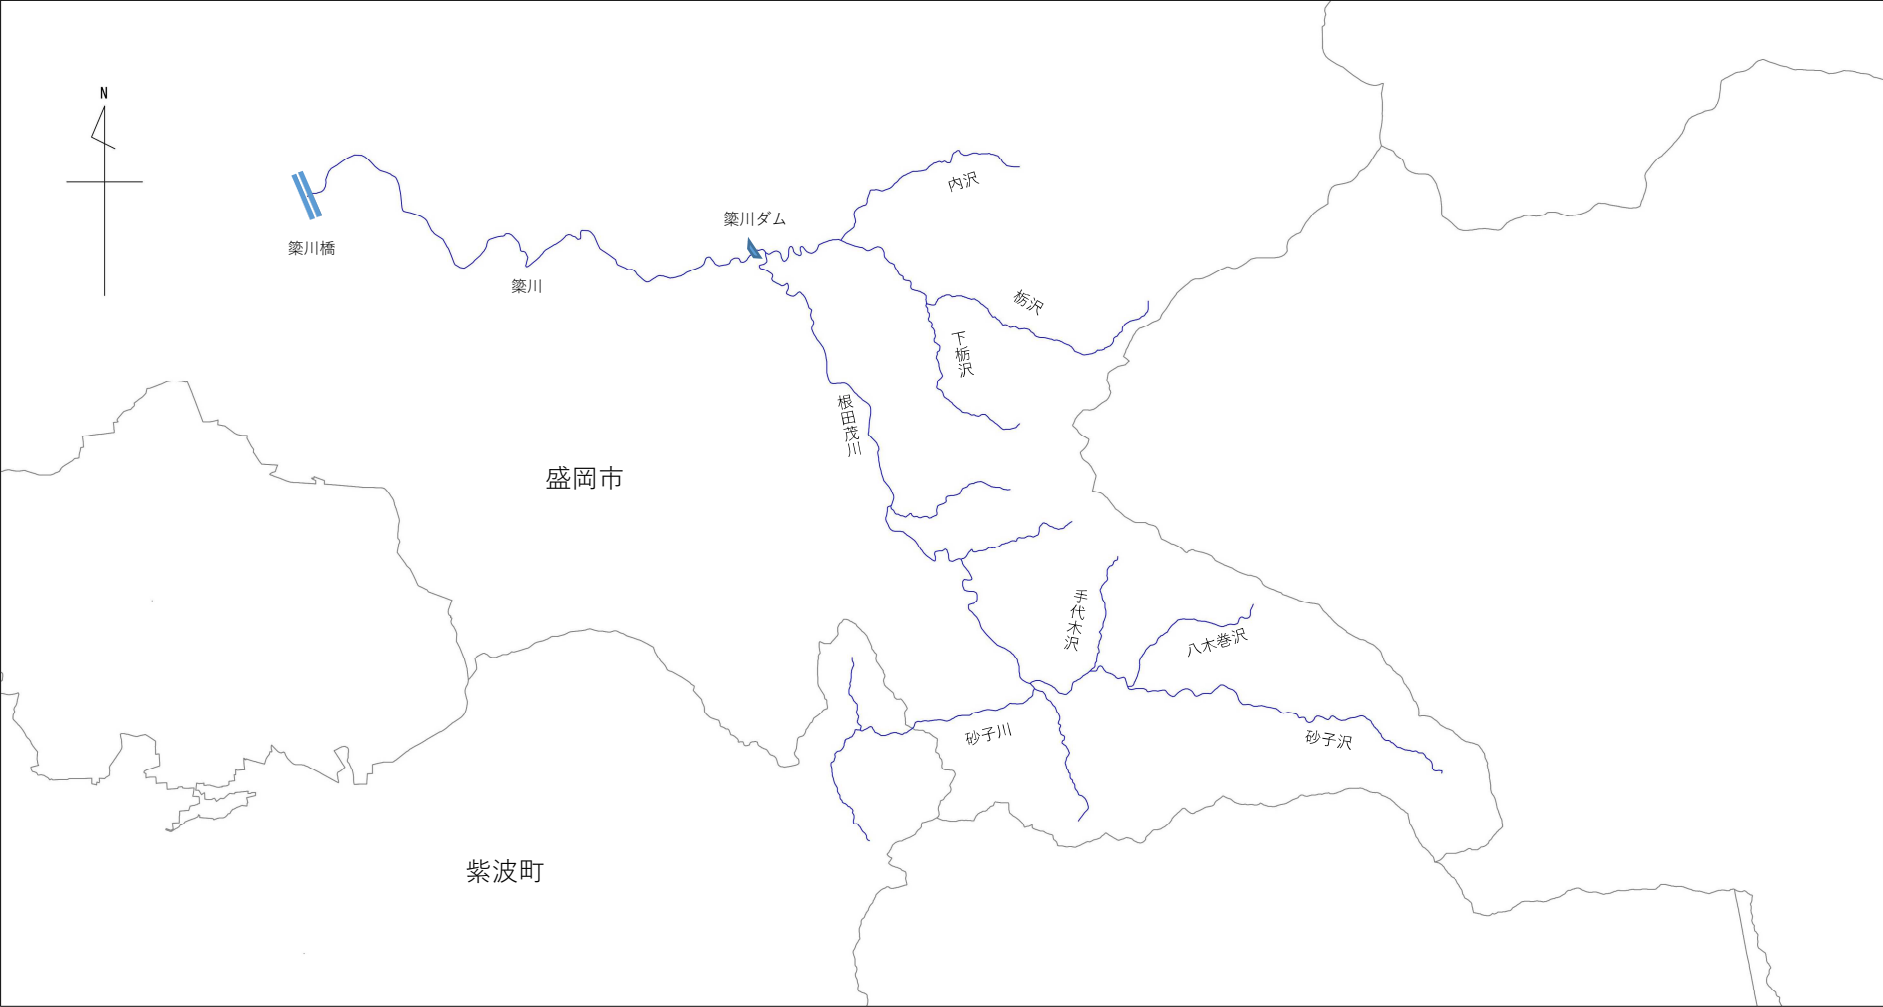 N
内沢
簗川ダム
簗川橋
簗川
栃沢
下栃沢
根田茂川
盛岡市
手代木沢
八木巻沢
砂子川
砂子沢
紫波町